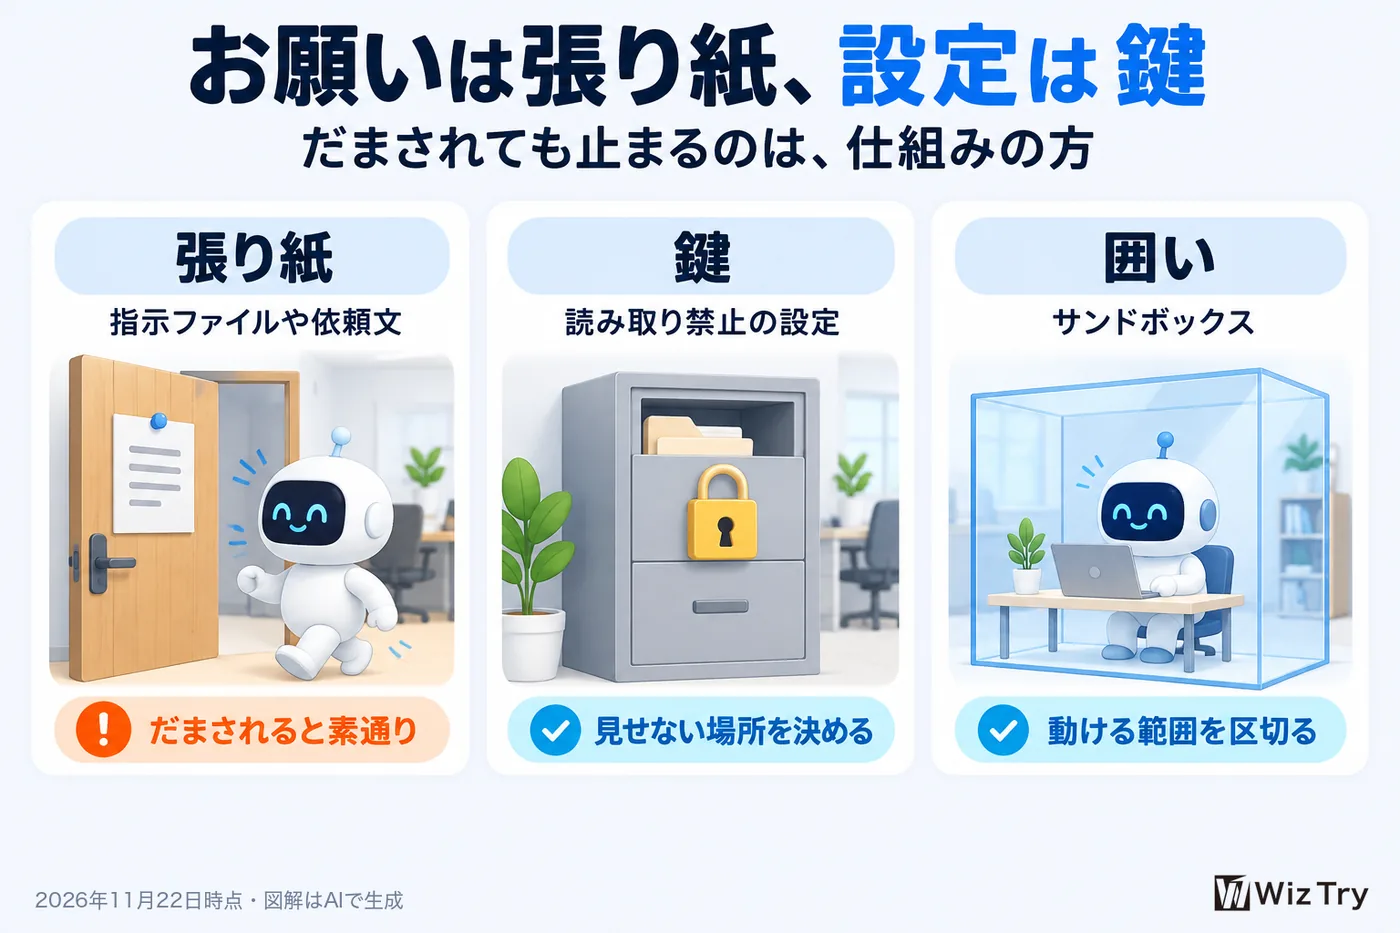 お願いは張り紙、設定は鍵
だまされても止まるのは、仕組みの方
張り紙
指示ファイルや依頼文
だまされると素通り
鍵
読み取り禁止の設定
見せない場所を決める
囲い
サンドボックス
動ける範囲を区切る
2026年11月22日時点・図解はAIで生成
Wiz Try